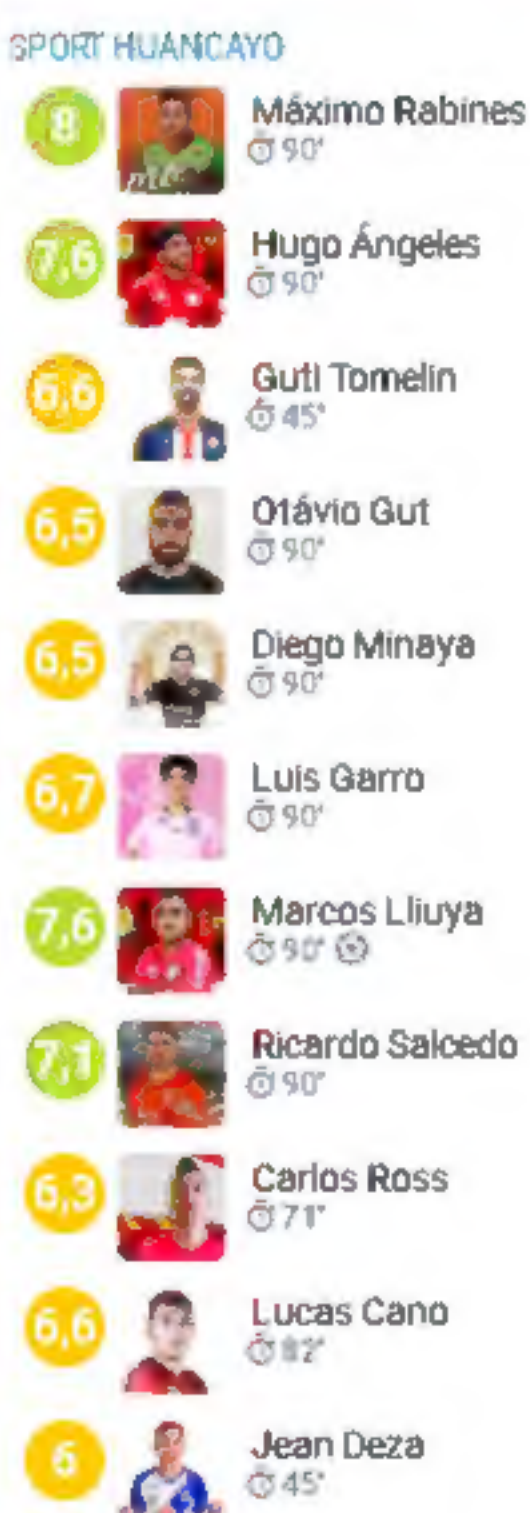 SPORT HUANCAYO
8
Máximo Rabines
90'
7,6
Hugo Ángeles
90'
6,6
Guti Tomelin
45'
6,5
Otávio Gut
90'
6,5
Diego Minaya
90'
6,7
Luis Garro
90'
7,6
Marcos Lliuya
90'
7,1
Ricardo Salcedo
90'
6,3
Carlos Ross
71'
6,6
Lucas Cano
82'
6
Jean Deza
45'